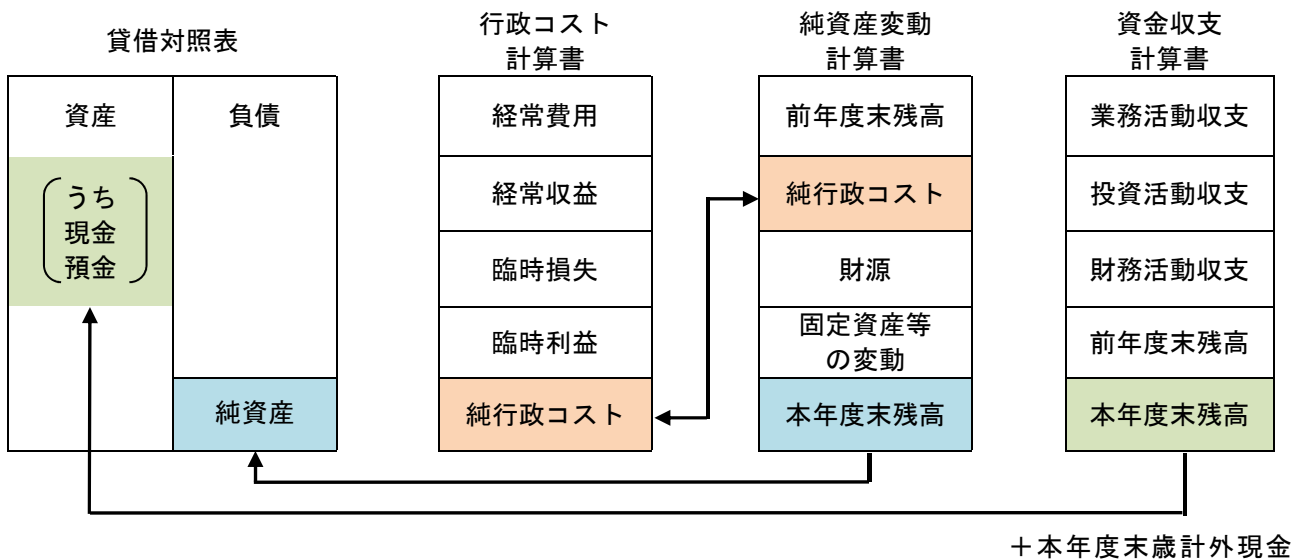 貸借対照表
資産
負債
うち
現金
預金
純資産
行政コスト
計算書
経常費用
経常収益
臨時損失
臨時利益
純行政コスト
純資産変動
計算書
前年度末残高
純行政コスト
財源
固定資産等
の変動
本年度末残高
資金収支
計算書
業務活動収支
投資活動収支
財務活動収支
前年度末残高
本年度末残高
＋本年度末歳計外現金